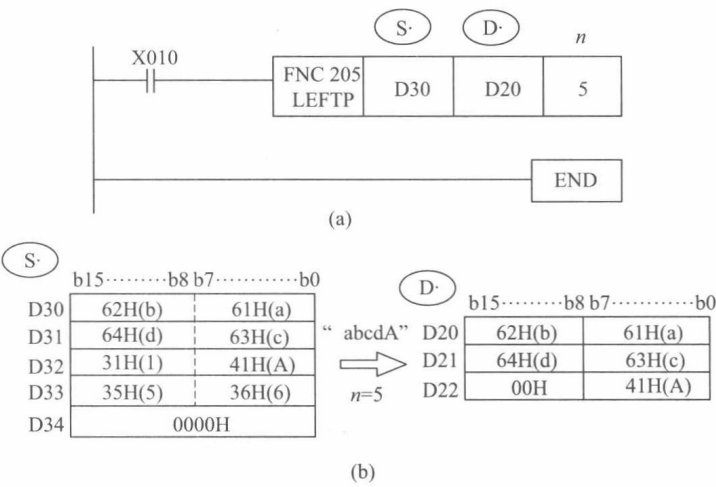 S· D· n
X010
FNC 205
LEFTP D30 D20 5
END
(a)
S·
b15········b8 b7···········b0
D30 62H(b) 61H(a)
D31 64H(d) 63H(c)
D32 31H(1) 41H(A)
D33 35H(5) 36H(6)
D34 0000H
“ abcdA”
n=5
D·
b15········b8 b7···········b0
D20 62H(b) 61H(a)
D21 64H(d) 63H(c)
D22 00H 41H(A)
(b)